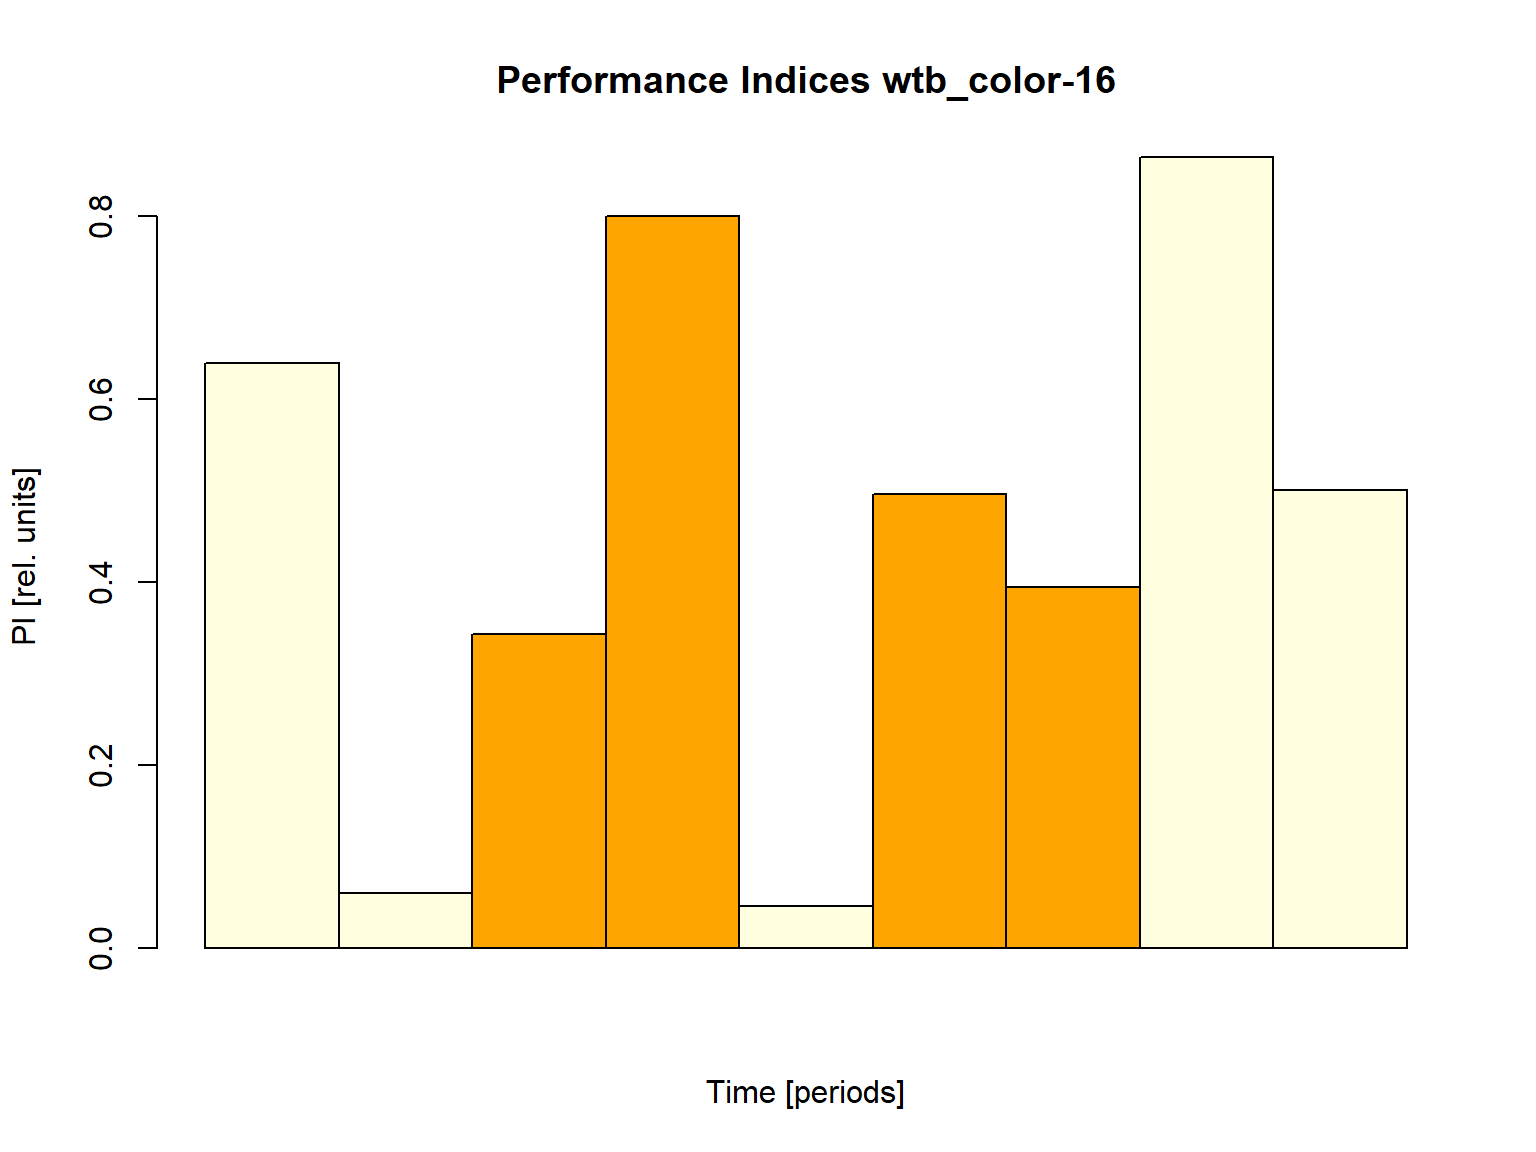 Performance Indices wtb_color-16
0.8
0.6
0.4
0.2
0.0
PI [rel. units]
Time [periods]